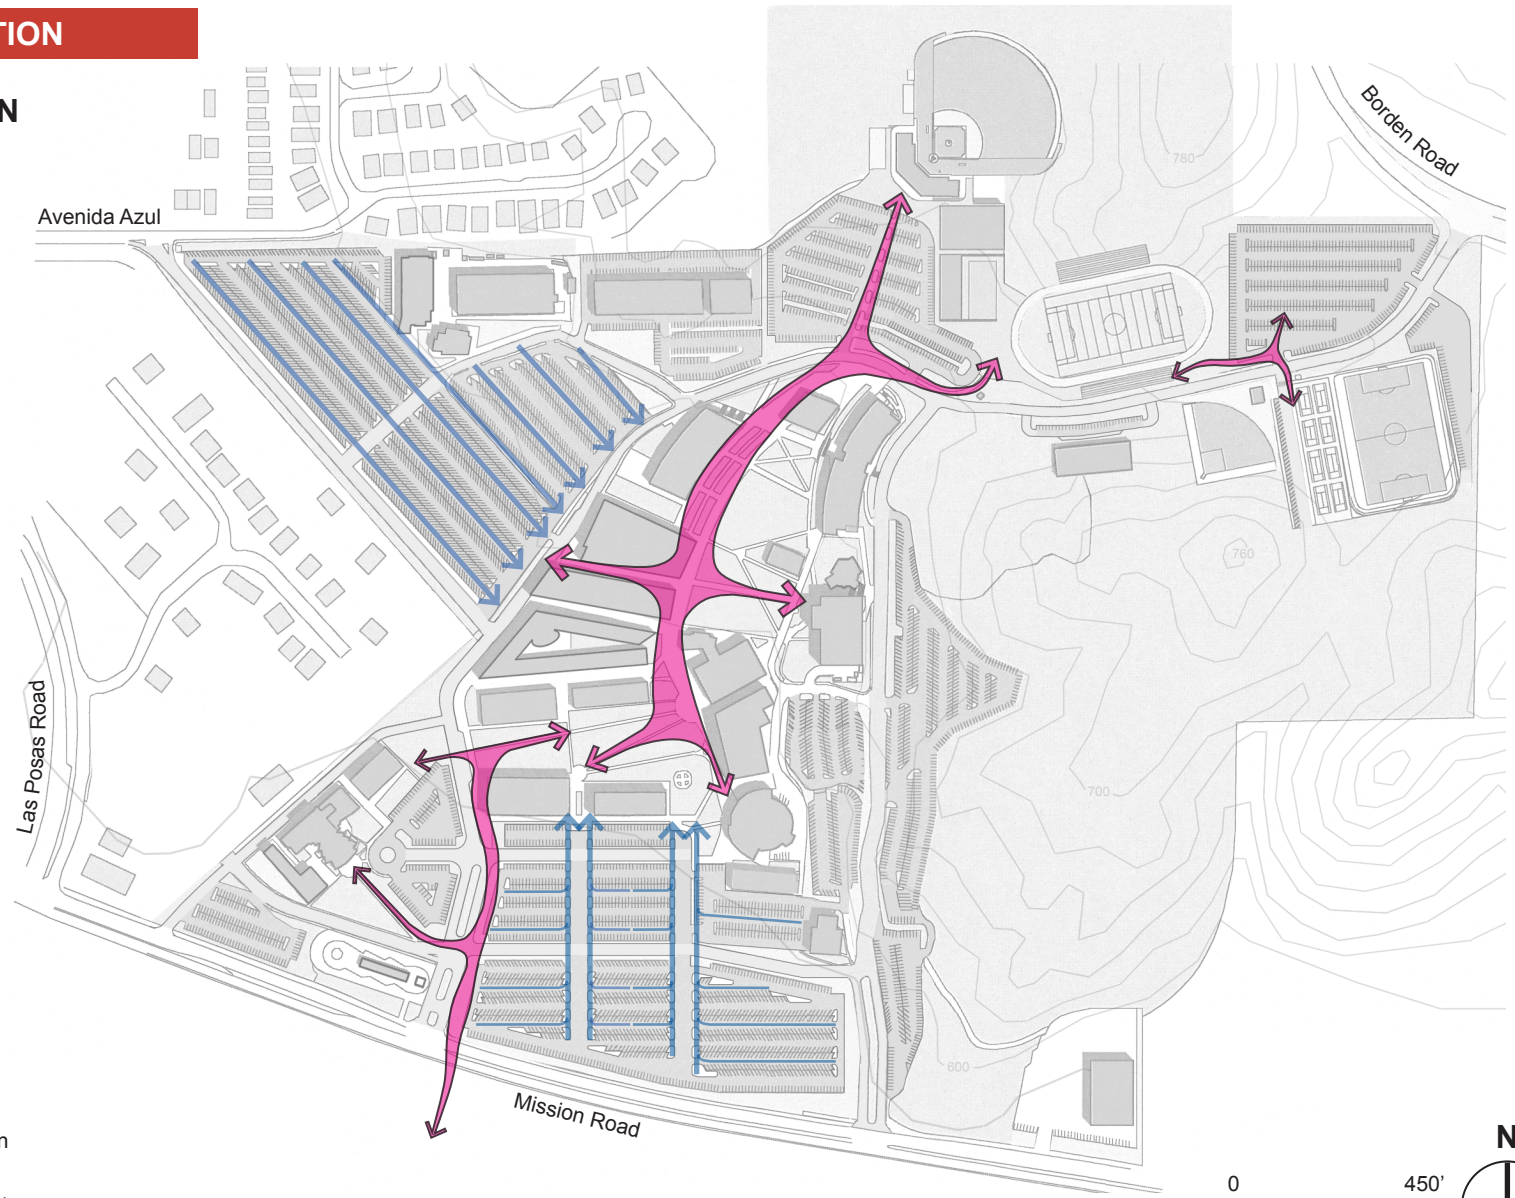 TION
N
Avenida Azul
Borden Road
780
760
Las Posas Road
700
600
Mission Road
n
N
0 450'